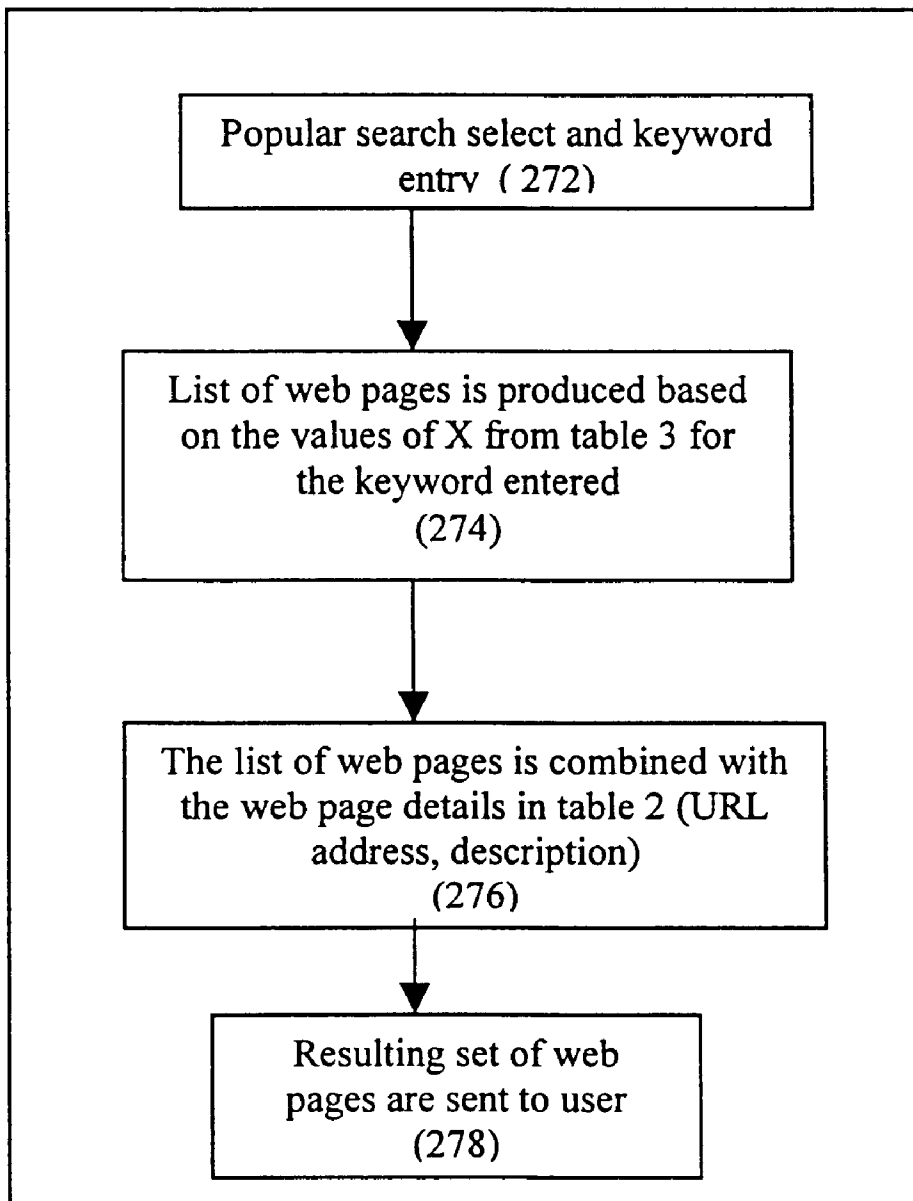 Popular search select and keyword
entry ( 272)
List of web pages is produced based
on the values of X from table 3 for
the keyword entered
(274)
The list of web pages is combined with
the web page details in table 2 (URL
address, description)
(276)
Resulting set of web
pages are sent to user
(278)